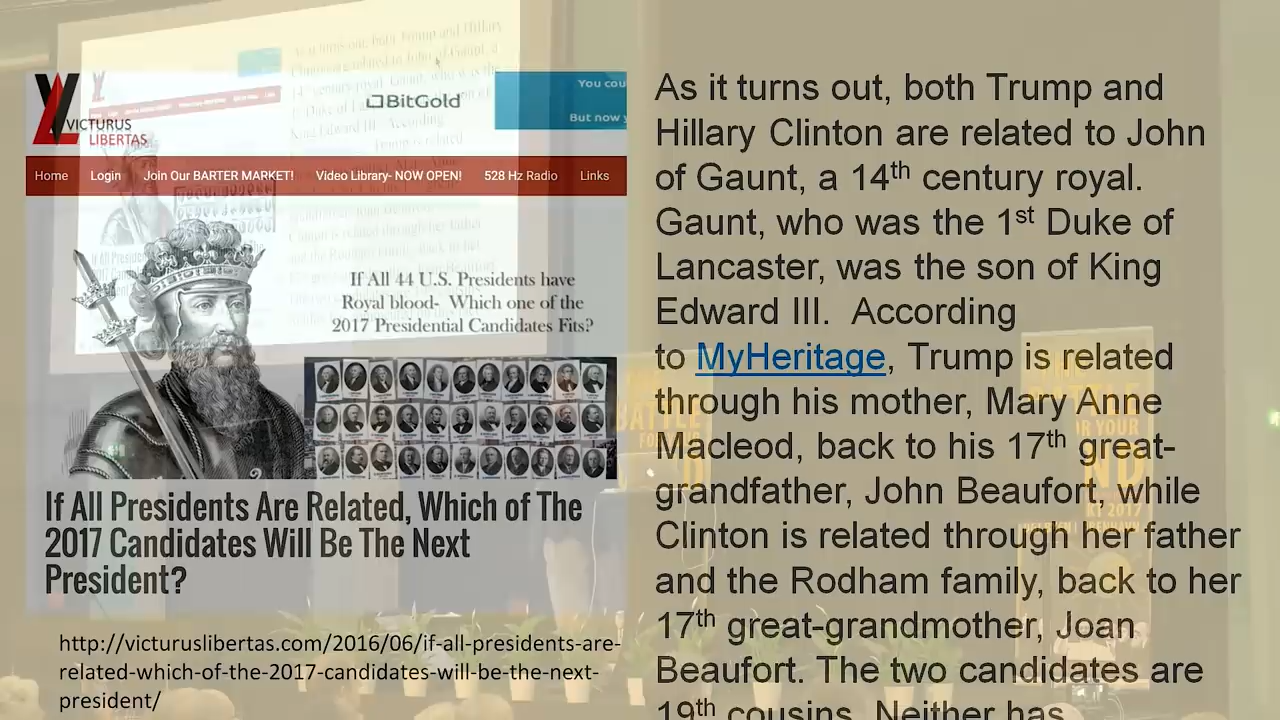 VICTURUS
LIBERTAS
BitGold
You cou
But now y
Home Login Join Our BARTER MARKET! Video Library- NOW OPEN! 528 Hz Radio Links
If All 44 U.S. Presidents have
Royal blood- Which one of the
2017 Presidential Candidates Fits?
If All Presidents Are Related, Which of The
2017 Candidates Will Be The Next
President?
http://victuruslibertas.com/2016/06/if-all-presidents-are-
related-which-of-the-2017-candidates-will-be-the-next-
president/
As it turns out, both Trump and
Hillary Clinton are related to John
of Gaunt, a 14th century royal.
Gaunt, who was the 1st Duke of
Lancaster, was the son of King
Edward III. According
to MyHeritage, Trump is related
through his mother, Mary Anne
Macleod, back to his 17th great-
grandfather, John Beaufort, while
Clinton is related through her father
and the Rodham family, back to her
17th great-grandmother, Joan
Beaufort. The two candidates are
19th cousins. Neither has
BATTLE